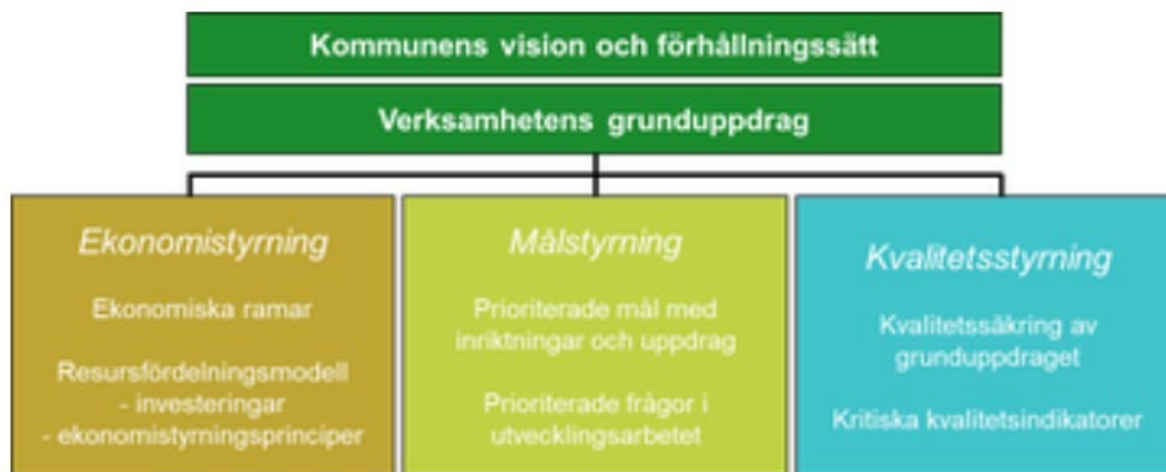 Kommunens vision och förhållningssätt
Verksamhetens grunduppdrag
Ekonomistyrning
Ekonomiska ramar
Resursfördelningsmodell
- investeringar
- ekonomistyrningsprinciper
Målstyrning
Prioriterade mål med
inriktningar och uppdrag
Prioriterade frågor i
utvecklingsarbetet
Kvalitetsstyrning
Kvalitetssäkring av
grunduppdraget
Kritiska kvalitetsindikatorer